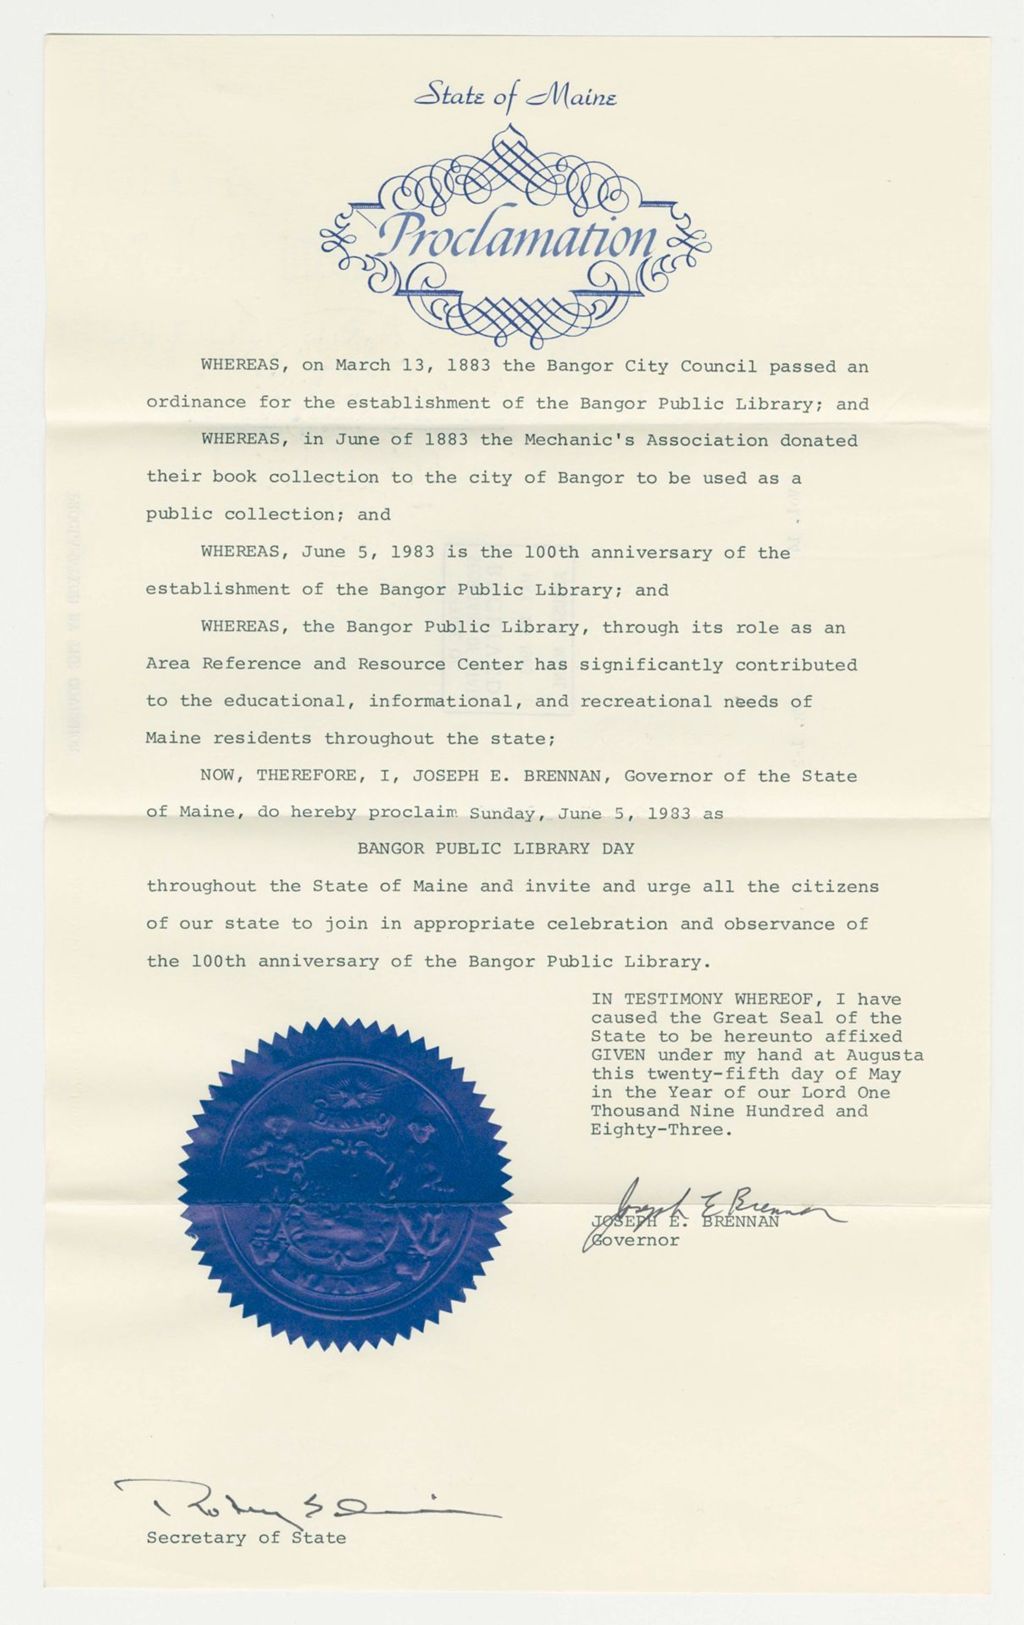 State of Maine
Proclamation
WHEREAS, on March 13, 1883 the Bangor City Council passed an
ordinance for the establishment of the Bangor Public Library; and
WHEREAS, in June of 1883 the Mechanic's Association donated
their book collection to the city of Bangor to be used as a
public collection; and
WHEREAS, June 5, 1983 is the 100th anniversary of the
establishment of the Bangor Public Library; and
WHEREAS, the Bangor Public Library, through its role as an
Area Reference and Resource Center has significantly contributed
to the educational, informational, and recreational needs of
Maine residents throughout the state;
NOW, THEREFORE, I, JOSEPH E. BRENNAN, Governor of the State
of Maine, do hereby proclaim Sunday, June 5, 1983 as
BANGOR PUBLIC LIBRARY DAY
throughout the State of Maine and invite and urge all the citizens
of our state to join in appropriate celebration and observance of
the 100th anniversary of the Bangor Public Library.
IN TESTIMONY WHEREOF, I have
caused the Great Seal of the
State to be hereunto affixed
GIVEN under my hand at Augusta
this twenty-fifth day of May
in the Year of our Lord One
Thousand Nine Hundred and
Eighty-Three.
Joseph E Brennan
JOSEPH E. BRENNAN
Governor
Secretary of State